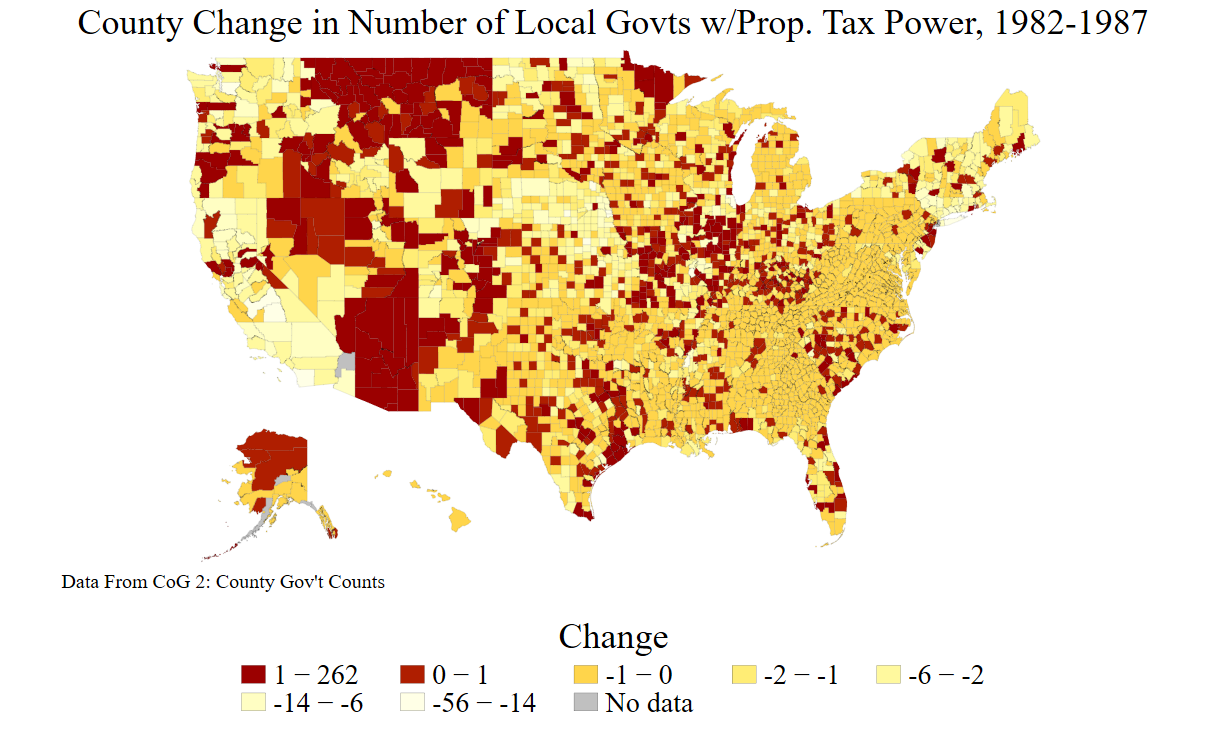 County Change in Number of Local Govts w/Prop. Tax Power, 1982-1987
Data From CoG 2: County Gov't Counts
Change
1 − 262 0 − 1 -1 − 0 -2 − -1 -6 − -2
-14 − -6 -56 − -14 No data